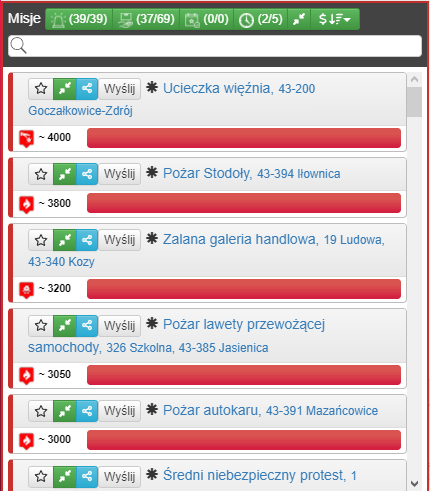 Misje (39/39) (37/69) (0/0) (2/5) $
Wyślij Ucieczka więźnia, 43-200
Goczałkowice-Zdrój
~ 4000
Wyślij Pożar Stodoły, 43-394 Iłownica
~ 3800
Wyślij Zalana galeria handlowa, 19 Ludowa,
43-340 Kozy
~ 3200
Wyślij Pożar lawety przewożącej
samochody, 326 Szkolna, 43-385 Jasienica
~ 3050
Wyślij Pożar autokaru, 43-391 Mazańcowice
~ 3000
Wyślij Średni niebezpieczny protest, 1